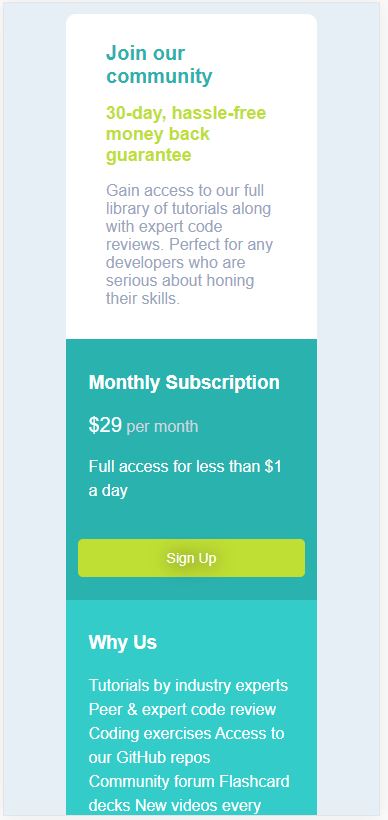 Join our
community
30-day, hassle-free
money back
guarantee
Gain access to our full
library of tutorials along
with expert code
reviews. Perfect for any
developers who are
serious about honing
their skills.
Monthly Subscription
$29 per month
Full access for less than $1
a day
Sign Up
Why Us
Tutorials by industry experts
Peer & expert code review
Coding exercises Access to
our GitHub repos
Community forum Flashcard
decks New videos every